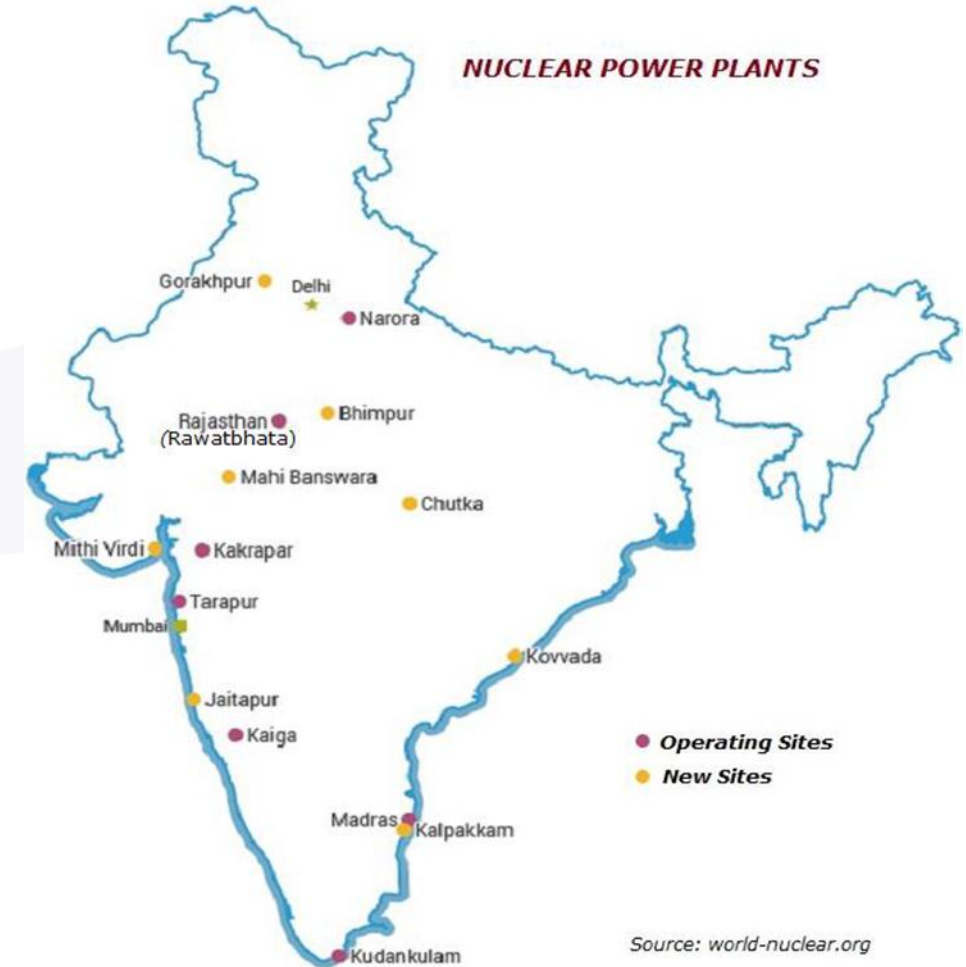 NUCLEAR POWER PLANTS
Gorakhpur
Delhi
Narora
Bhimpur
Rajasthan
(Rawatbhata)
Mahi Banswara
Chutka
Mithi Virdi
Kakrapar
Tarapur
Mumbai
Kovvada
Jaitapur
Kaiga
Operating Sites
New Sites
Madras
Kalpakkam
Kudankulam
Source: world-nuclear.org